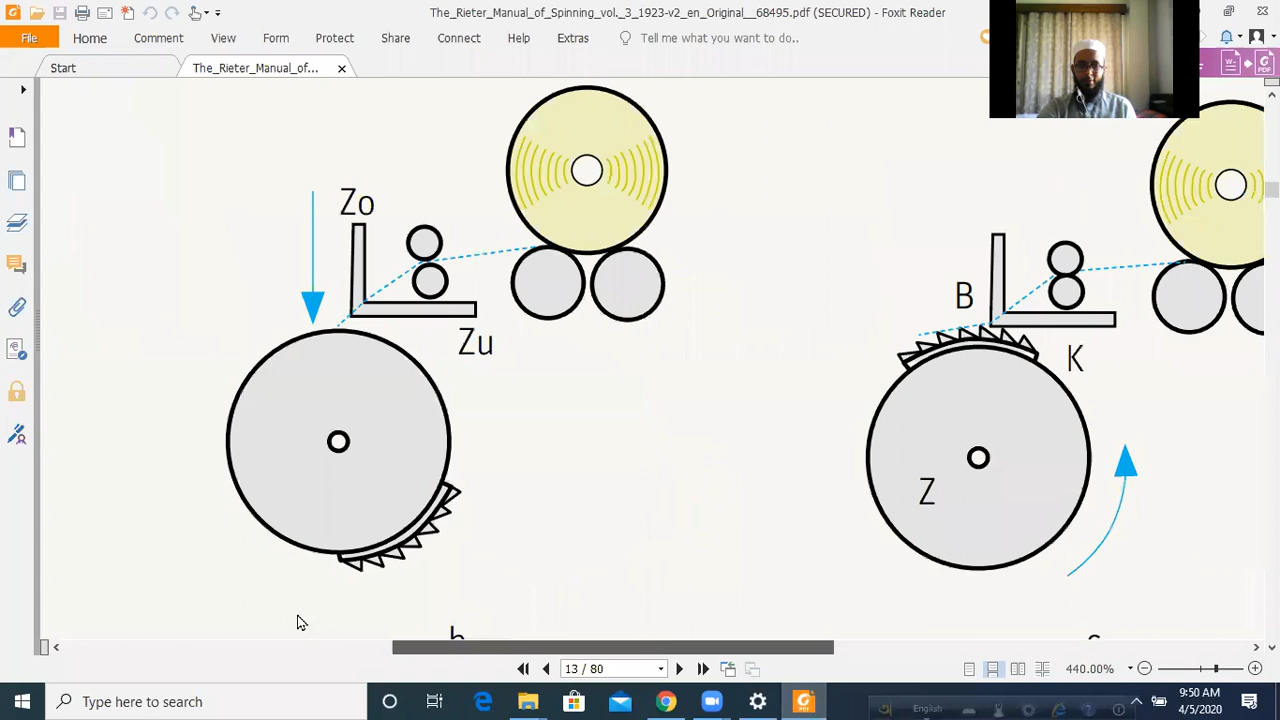 The_Rieter_Manual_of_Spinning_vol._3_1923-v2_en_Original__68495.pdf (SECURED) - Foxit Reader
File
Home
Comment
View
Form
Protect
Share
Connect
Help
Extras
Tell me what you want to do...
Start
The_Rieter_Manual_of...
Zo
Zu
B
K
Z
b
c
13 / 80
440.00%
Type here to search
English
9:50 AM
4/5/2020